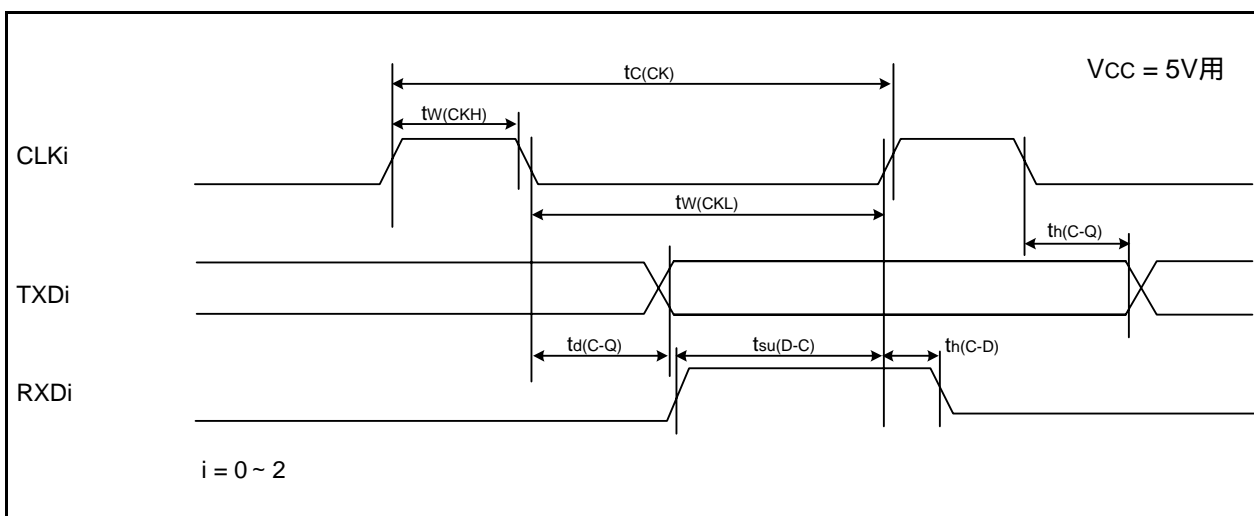 VCC = 5V用
tC(CK)
tW(CKH)
CLKi
tW(CKL)
th(C-Q)
TXDi
td(C-Q)
tsu(D-C)
th(C-D)
RXDi
i = 0 ~ 2